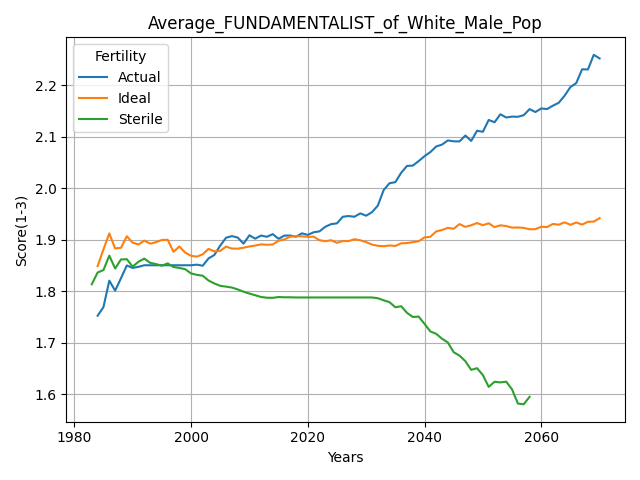 Average_FUNDAMENTALIST_of_White_Male_Pop
Fertility
Actual
Ideal
Sterile
Score(1-3)
2.2
2.1
2.0
1.9
1.8
1.7
1.6
1980 2000 2020 2040 2060
Years